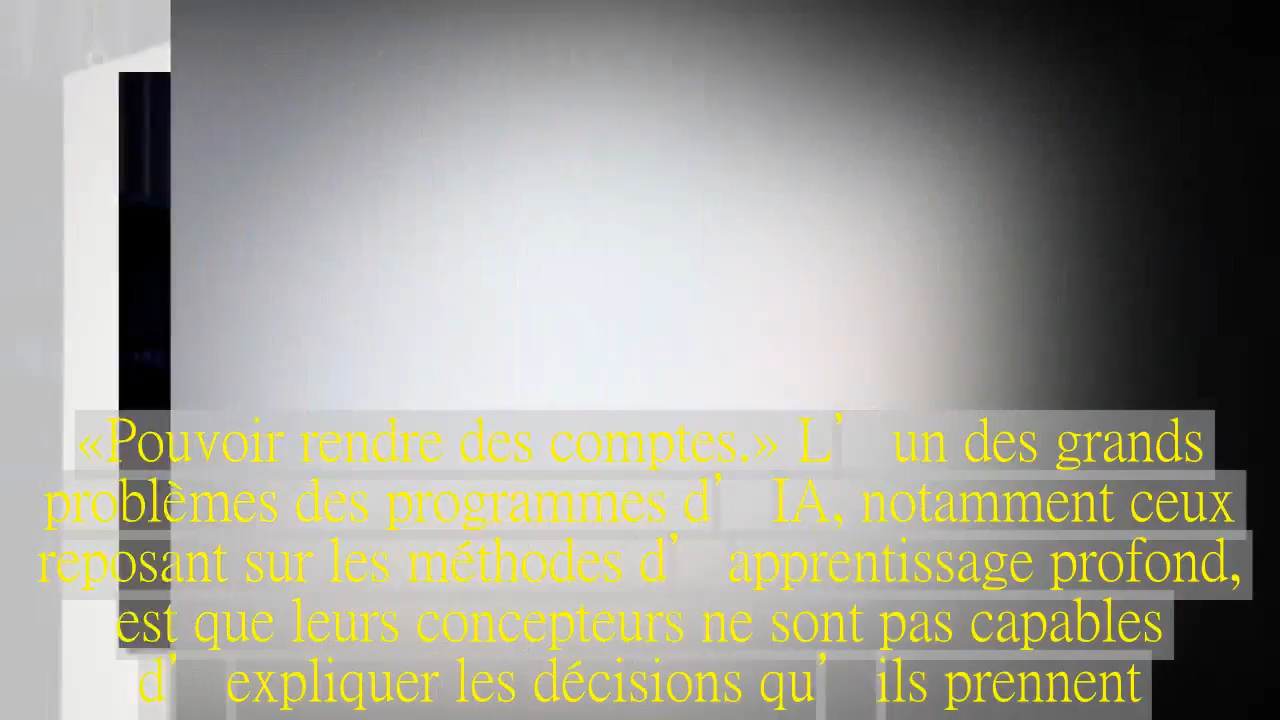 «Pouvoir rendre des comptes.» L’un des grands
problèmes des programmes d’IA, notamment ceux
reposant sur les méthodes d’apprentissage profond,
est que leurs concepteurs ne sont pas capables
d’expliquer les décisions qu’ils prennent